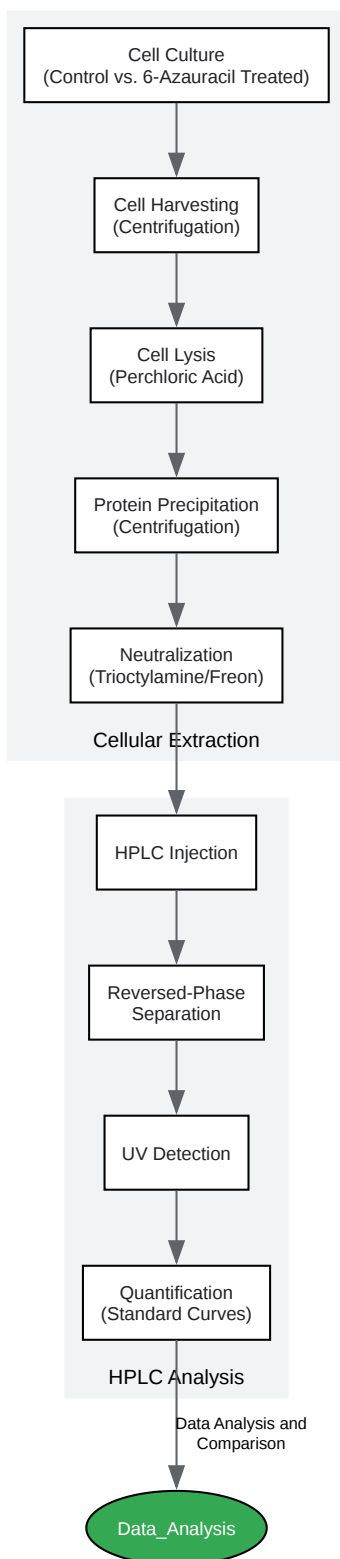 Cell Culture
(Control vs. 6-Azauracil Treated)
Cell Harvesting
(Centrifugation)
Cell Lysis
(Perchloric Acid)
Protein Precipitation
(Centrifugation)
Neutralization
(Trioctylamine/Freon)
Cellular Extraction
HPLC Injection
Reversed-Phase
Separation
UV Detection
Quantification
(Standard Curves)
HPLC Analysis
Data Analysis and
Comparison
Data_Analysis